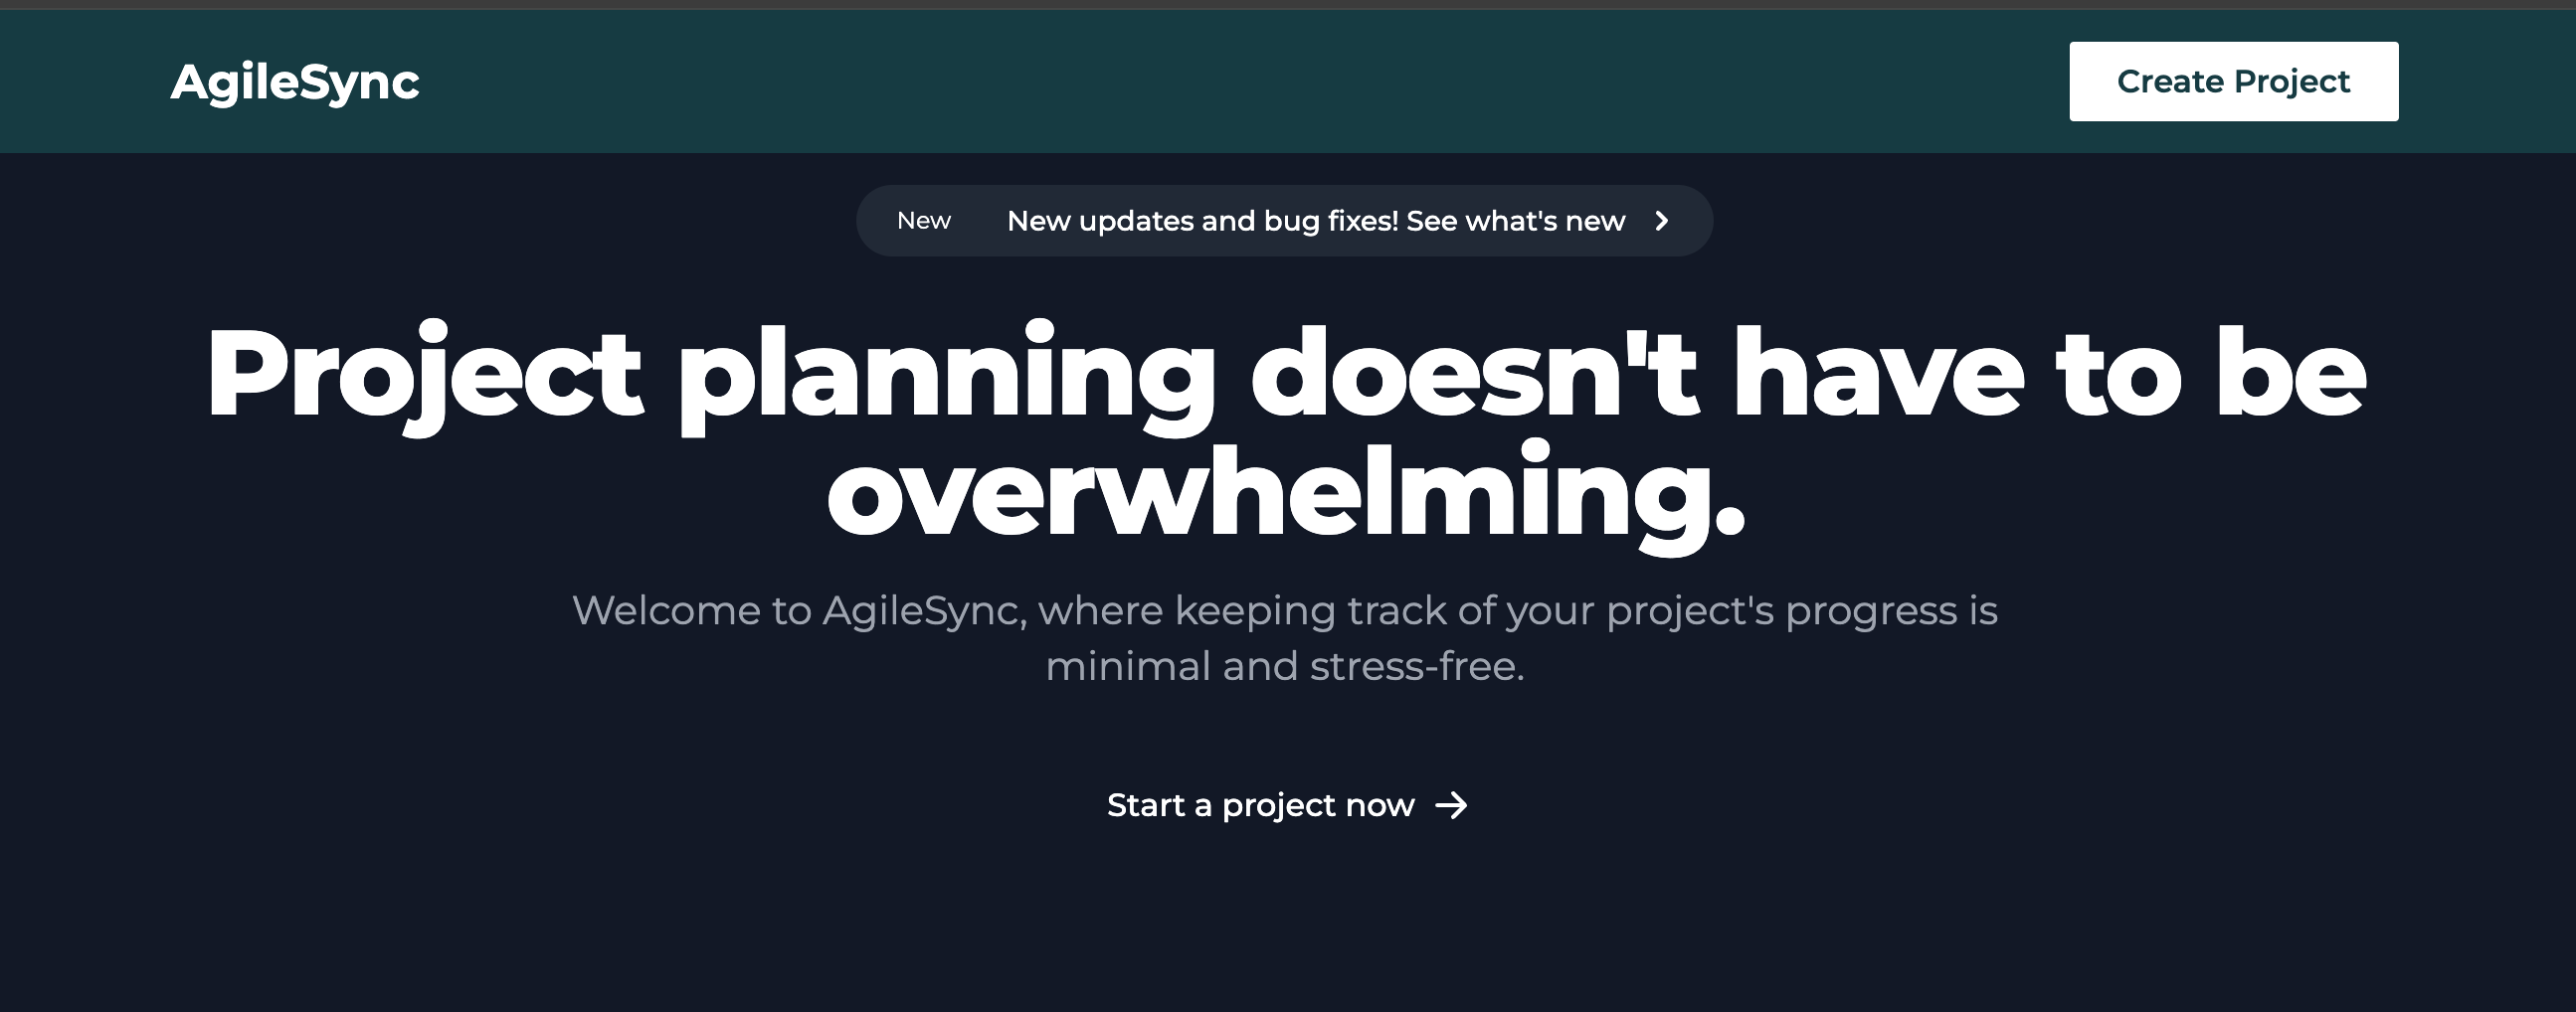 AgileSync
Create Project
New
New updates and bug fixes! See what's new
Project planning doesn't have to be
overwhelming.
Welcome to AgileSync, where keeping track of your project's progress is
minimal and stress-free.
Start a project now